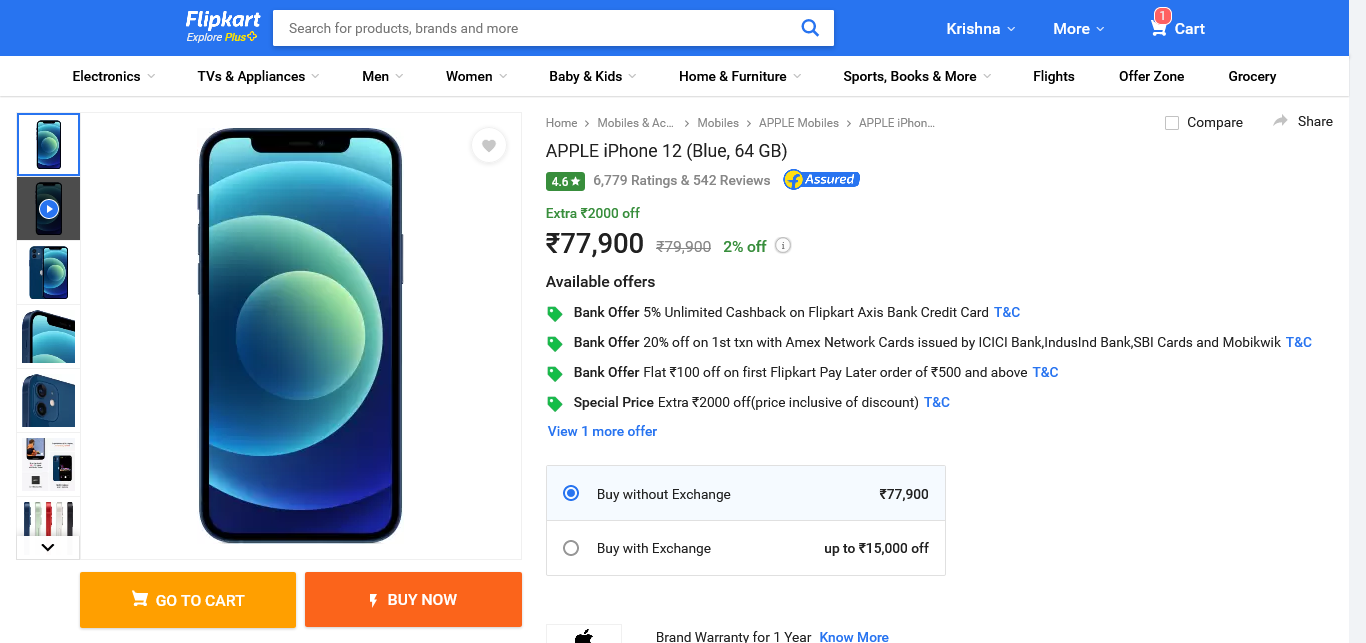 Flipkart
Explore Plus
Search for products, brands and more
Krishna
More
1
Cart
Electronics
TVs & Appliances
Men
Women
Baby & Kids
Home & Furniture
Sports, Books & More
Flights
Offer Zone
Grocery
Home
Mobiles & Ac...
Mobiles
APPLE Mobiles
APPLE iPhon...
Compare
Share
APPLE iPhone 12 (Blue, 64 GB)
4.6★ 6,779 Ratings & 542 Reviews f Assured
Extra ₹2000 off
₹77,900 ₹79,900 2% off i
Available offers
Bank Offer 5% Unlimited Cashback on Flipkart Axis Bank Credit Card T&C
Bank Offer 20% off on 1st txn with Amex Network Cards issued by ICICI Bank,IndusInd Bank,SBI Cards and Mobikwik T&C
Bank Offer Flat ₹100 off on first Flipkart Pay Later order of ₹500 and above T&C
Special Price Extra ₹2000 off(price inclusive of discount) T&C
View 1 more offer
Buy without Exchange ₹77,900
Buy with Exchange up to ₹15,000 off
GO TO CART
BUY NOW
Brand Warranty for 1 Year Know More